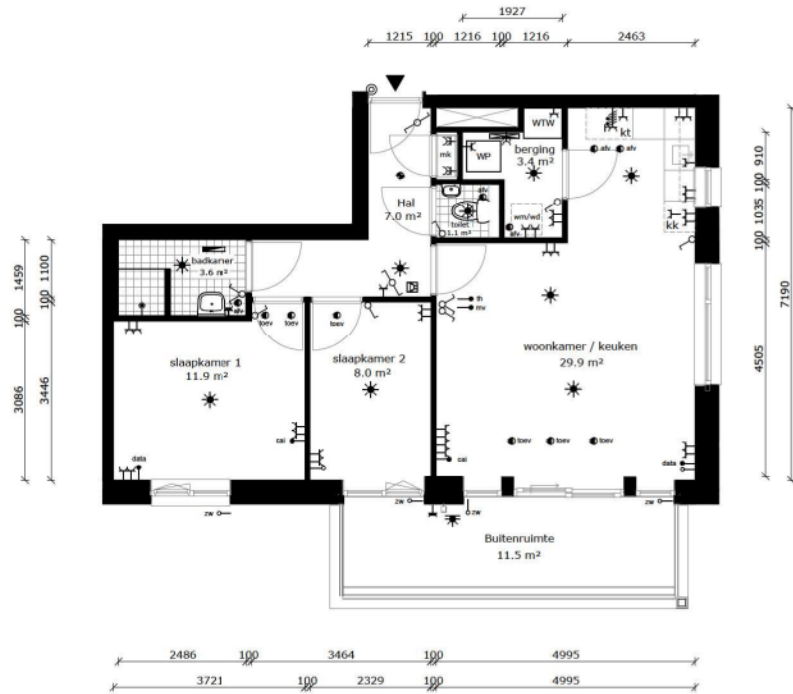 1927
1215 100 1216 100 1216 2463
WTW
kt
mk
WP
berging
3.4 m²
afv afv
910
100
1035
100
4505
7190
Hal
7.0 m²
afv
toilet
1.1 m²
wm/wd
afv
kk
badkamer
3.6 m²
afv
1459
100
3086
1100
100
3446
th
mv
toev toev
toev
woonkamer / keuken
29.9 m²
slaapkamer 1
11.9 m²
slaapkamer 2
8.0 m²
cai
toev toev toev
data
cai
data
zw
zw
zw
zw
Buitenruimte
11.5 m²
2486 100 3464 100 4995
3721 100 2329 100 4995